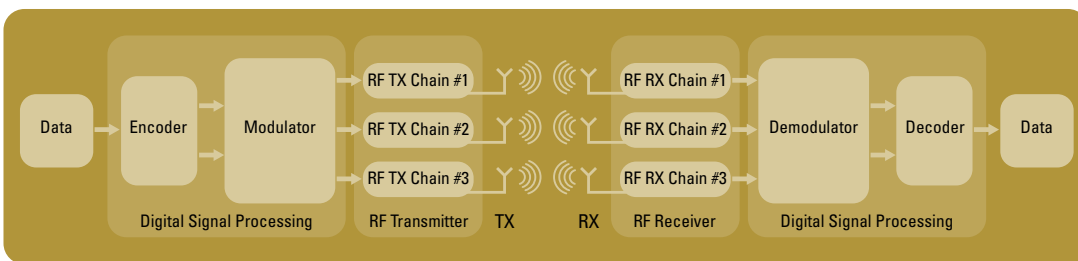 RF TX Chain #1
RF RX Chain #1
Data
Encoder
Modulator
RF TX Chain #2
RF RX Chain #2
Demodulator
Decoder
Data
RF TX Chain #3
RF RX Chain #3
Digital Signal Processing
RF Transmitter
TX
RX
RF Receiver
Digital Signal Processing